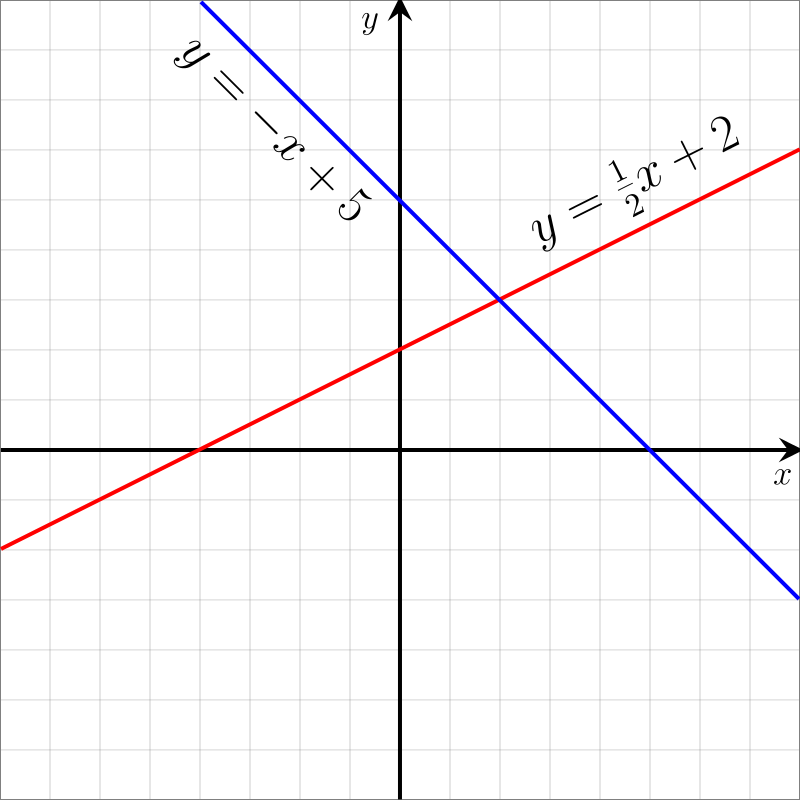 y
y = −x + 5
y = ½x + 2
x